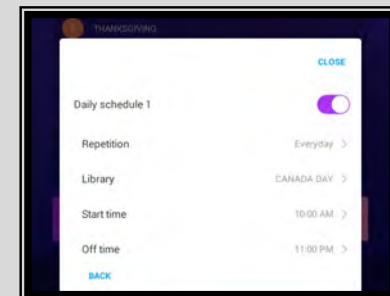 THANKSGIVING
CLOSE
Daily schedule 1
Repetition Everyday >
Library CANADA DAY >
Start time 10:00 AM >
Off time 11:00 PM >
BACK